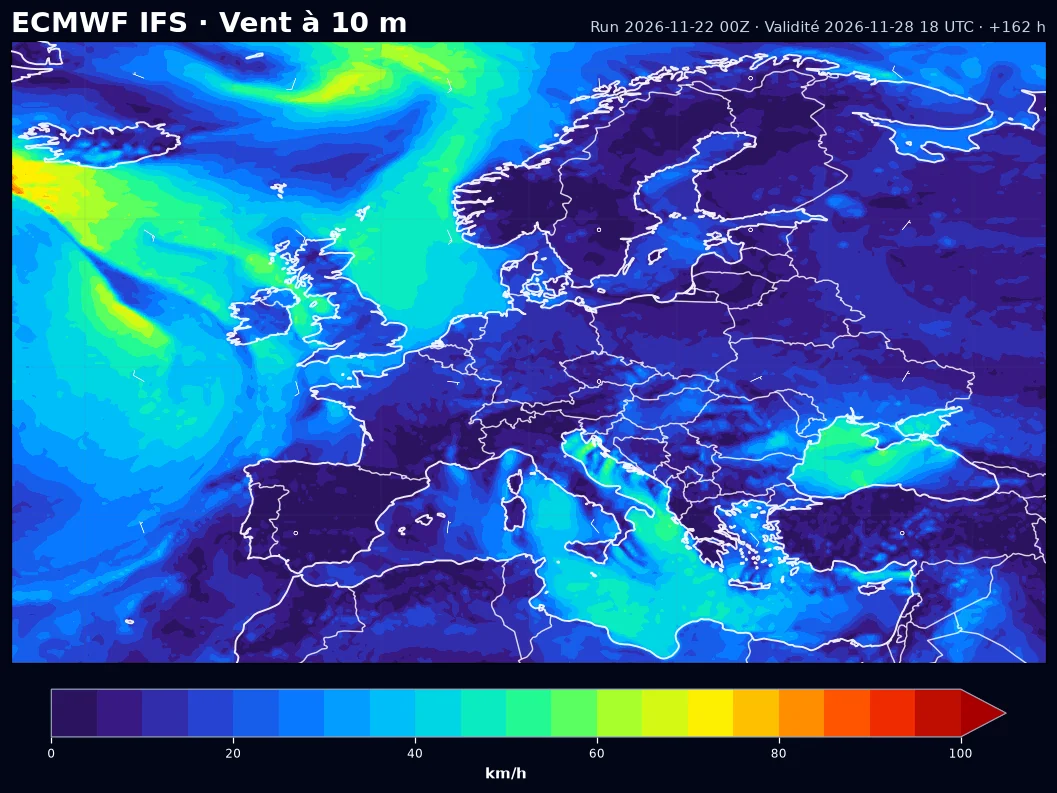 ECMWF IFS · Vent à 10 m
Run 2026-11-22 00Z · Validité 2026-11-28 18 UTC · +162 h
0 20 40 60 80 100
km/h